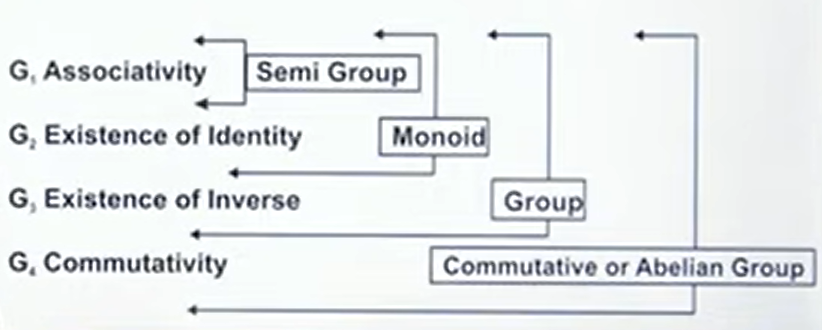 G₁ Associativity Semi Group
G₂ Existence of Identity Monoid
G₃ Existence of Inverse Group
G₄ Commutativity Commutative or Abelian Group